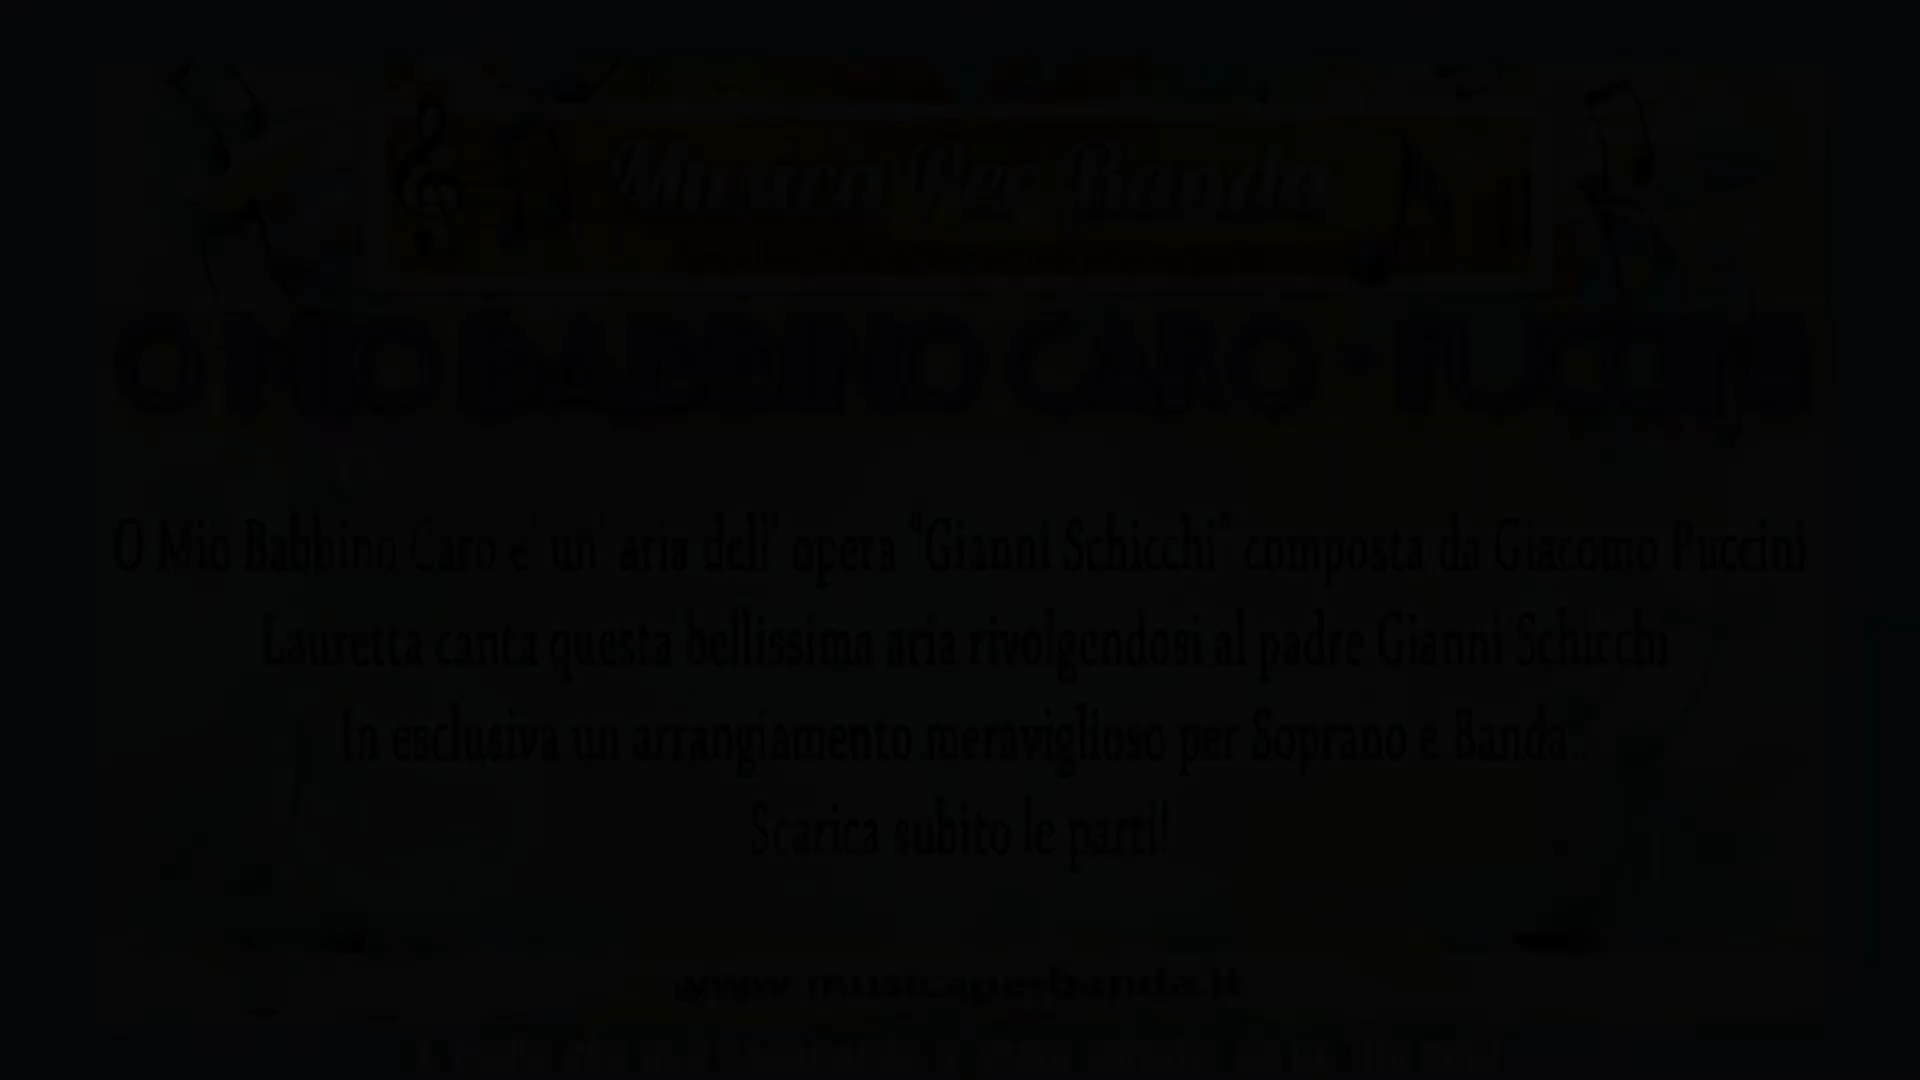 Musica Per Banda
O MIO BABBINO CARO - PUCCINI
O Mio Babbino Caro e' un' aria dell' opera "Gianni Schicchi" composta da Giacomo Puccini
Lauretta canta questa bellissima aria rivolgendosi al padre Gianni Schicchi
In esclusiva un arrangiamento meraviglioso per Soprano e Banda..
Scarica subito le parti!
www.musicaperbanda.it